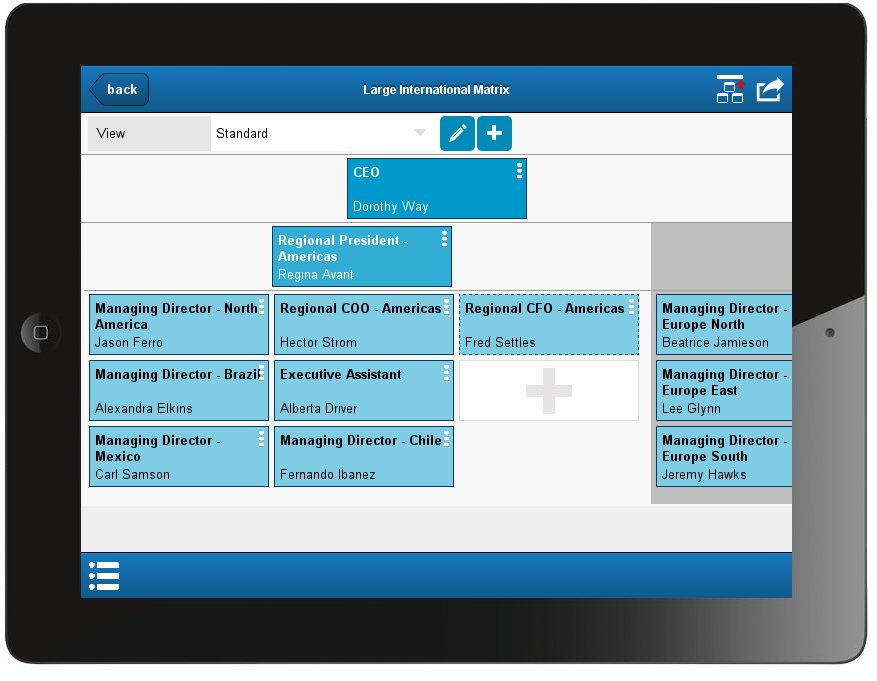 back
Large International Matrix
View
Standard
CEO
Dorothy Way
Regional President -
Americas
Regina Avant
Managing Director - North
America
Jason Ferro
Regional COO - Americas
Hector Strom
Regional CFO - Americas
Fred Settles
Managing Director -
Europe North
Beatrice Jamieson
Managing Director - Brazil
Alexandra Elkins
Executive Assistant
Alberta Driver
Managing Director -
Europe East
Lee Glynn
Managing Director -
Mexico
Carl Samson
Managing Director - Chile
Fernando Ibanez
Managing Director -
Europe South
Jeremy Hawks